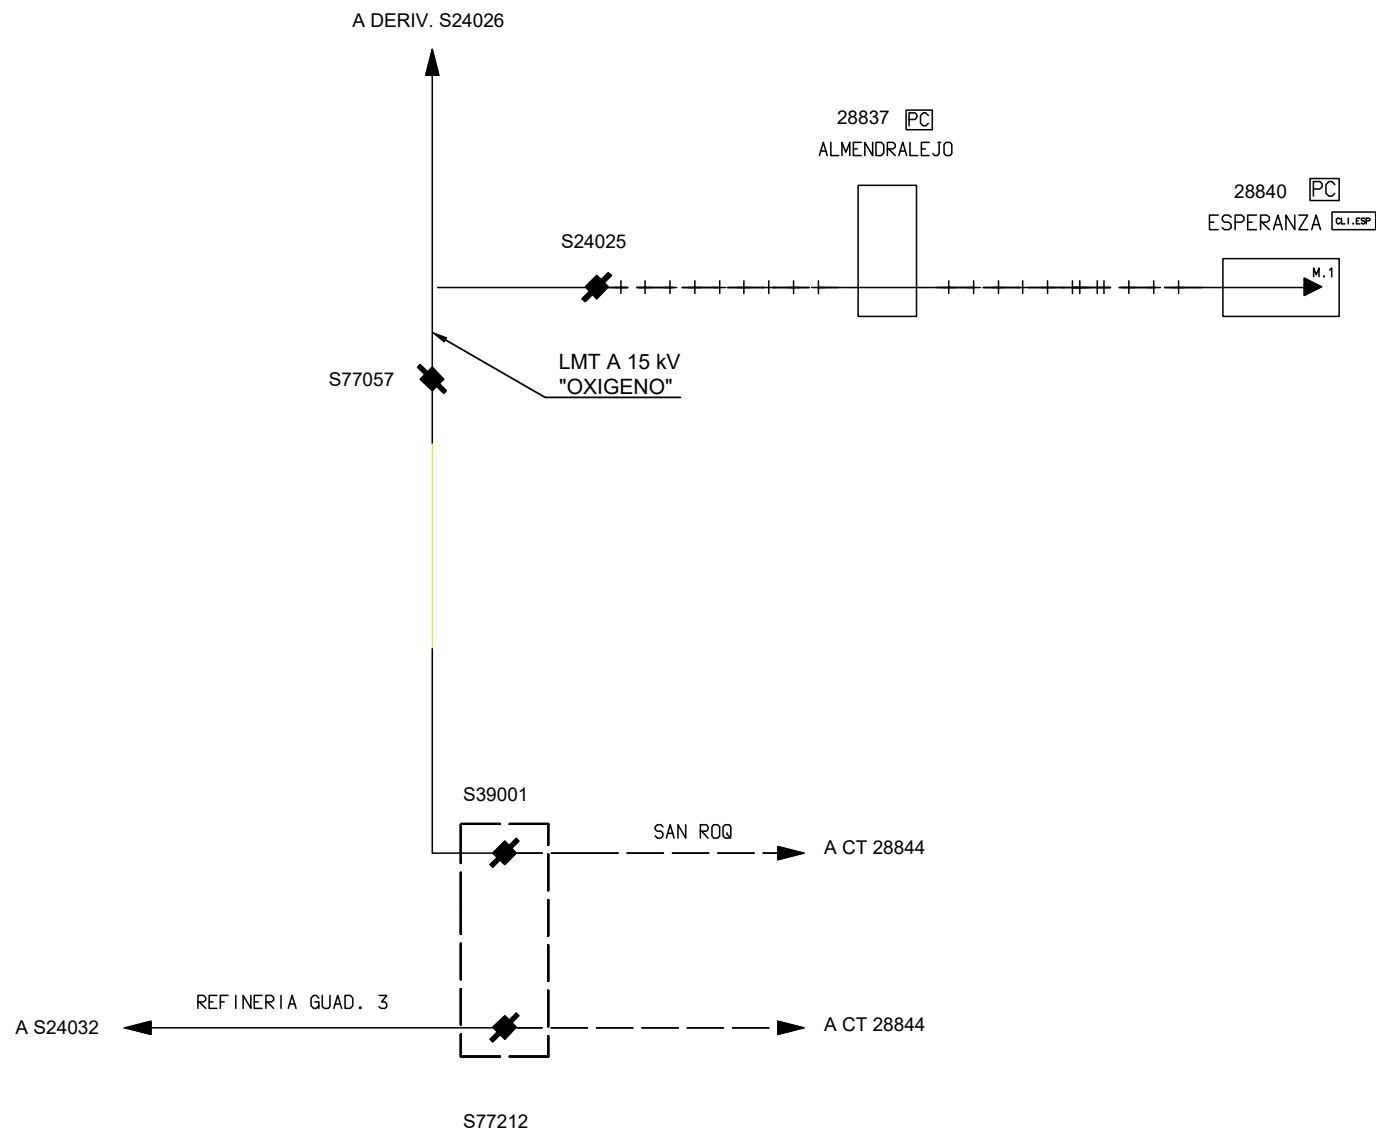 A DERIV. S24026
28837 PC
ALMENDRALEJO
28840 PC
ESPERANZA CLI.ESP
M.1
S24025
LMT A 15 kV
"OXIGENO"
S77057
S39001
SAN ROQ
A CT 28844
REFINERIA GUAD. 3
A S24032
A CT 28844
S77212